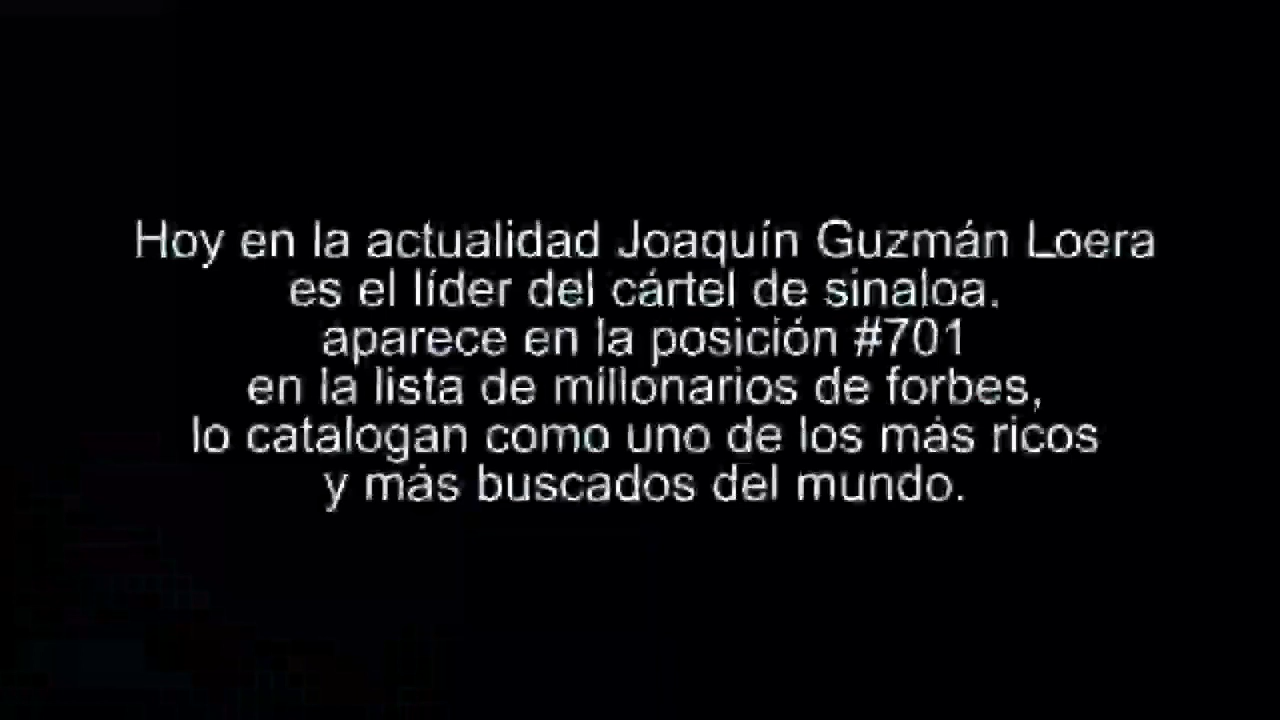 Hoy en la actualidad Joaquín Guzmán Loera
es el líder del cártel de sinaloa.
aparece en la posición #701
en la lista de millonarios de forbes,
lo catalogan como uno de los más ricos
y más buscados del mundo.